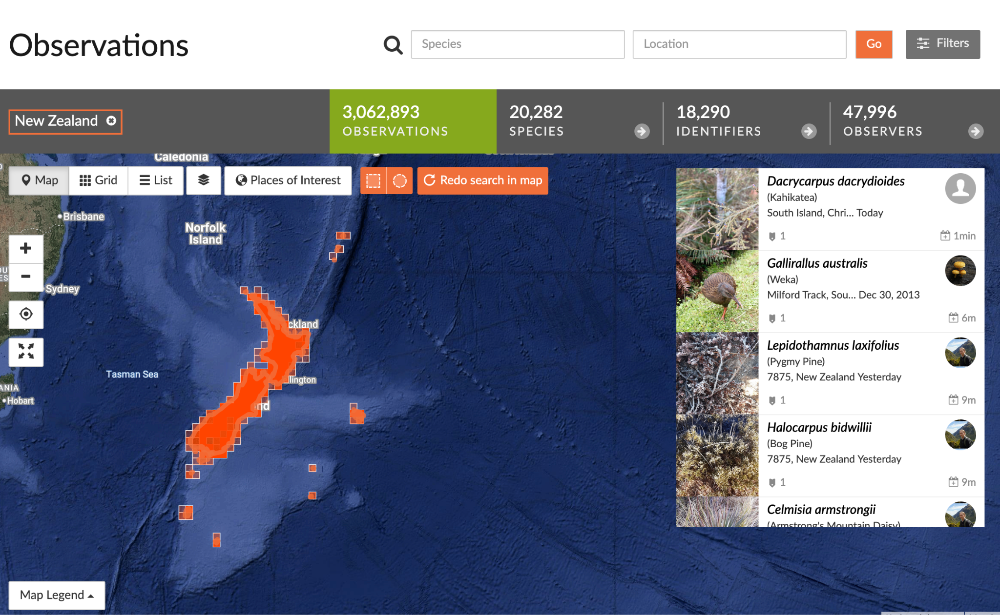 Observations
Species
Location
Go
Filters
New Zealand
3,062,893
OBSERVATIONS
20,282
SPECIES
18,290
IDENTIFIERS
47,996
OBSERVERS
Caledonia
Map
Grid
List
Places of Interest
Redo search in map
Brisbane
Norfolk
Island
Sydney
ckland
Tasman Sea
llington
ANIA
Hobart
nd
Dacrycarpus dacrydioides
(Kahikatea)
South Island, Chri... Today
1
1min
Gallirallus australis
(Weka)
Milford Track, Sou... Dec 30, 2013
1
6m
Lepidothamnus laxifolius
(Pygmy Pine)
7875, New Zealand Yesterday
1
9m
Halocarpus bidwillii
(Bog Pine)
7875, New Zealand Yesterday
1
9m
Celmisia armstrongii
(Armstrong's Mountain Daisy)
Map Legend